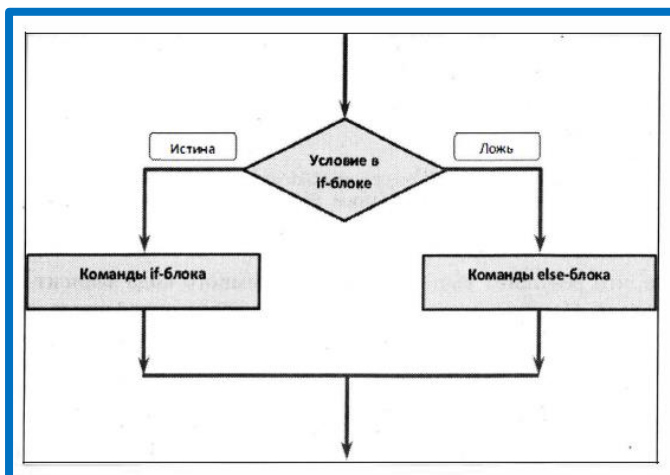 Истина
Ложь
Условие в
if-блоке
Команды if-блока
Команды else-блока